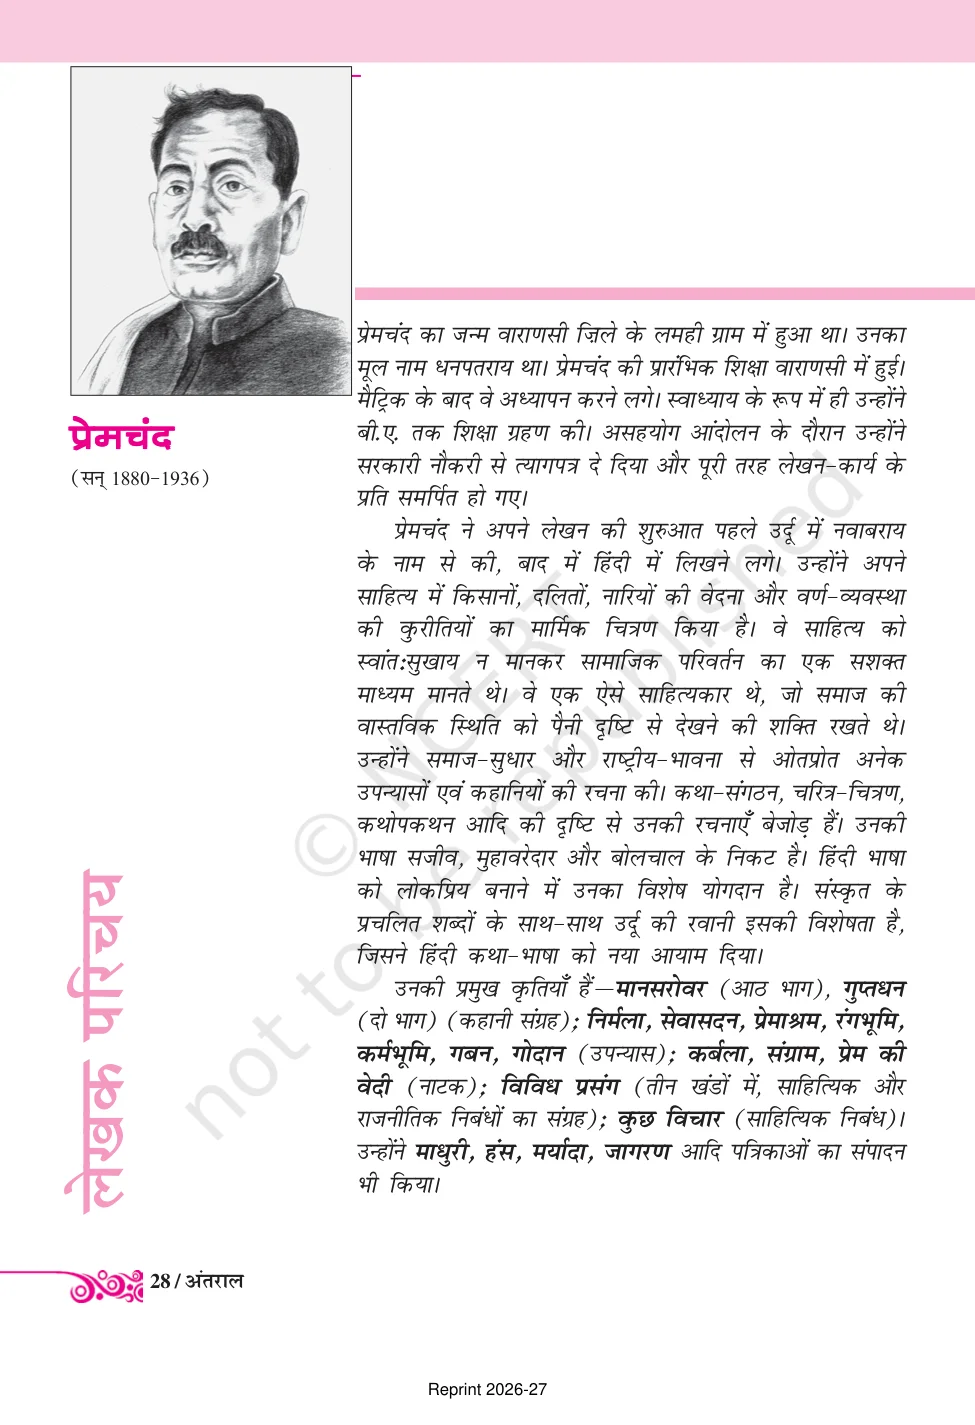 प्रेमचंद
(सन् 1880-1936)
प्रेमचंद का जन्म वाराणसी ज़िले के लमही ग्राम में हुआ था। उनका
मूल नाम धनपतराय था। प्रेमचंद की प्रारंभिक शिक्षा वाराणसी में हुई।
मैट्रिक के बाद वे अध्यापन करने लगे। स्वाध्याय के रूप में ही उन्होंने
बी.ए. तक शिक्षा ग्रहण की। असहयोग आंदोलन के दौरान उन्होंने
सरकारी नौकरी से त्यागपत्र दे दिया और पूरी तरह लेखन-कार्य के
प्रति समर्पित हो गए।
प्रेमचंद ने अपने लेखन की शुरुआत पहले उर्दू में नवाबराय
के नाम से की, बाद में हिंदी में लिखने लगे। उन्होंने अपने
साहित्य में किसानों, दलितों, नारियों की वेदना और वर्ण-व्यवस्था
की कुरीतियों का मार्मिक चित्रण किया है। वे साहित्य को
स्वांत:सुखाय न मानकर सामाजिक परिवर्तन का एक सशक्त
माध्यम मानते थे। वे एक ऐसे साहित्यकार थे, जो समाज की
वास्तविक स्थिति को पैनी दृष्टि से देखने की शक्ति रखते थे।
उन्होंने समाज-सुधार और राष्ट्रीय-भावना से ओतप्रोत अनेक
उपन्यासों एवं कहानियों की रचना की। कथा-संगठन, चरित्र-चित्रण,
कथोपकथन आदि की दृष्टि से उनकी रचनाएँ बेजोड़ हैं। उनकी
भाषा सजीव, मुहावरेदार और बोलचाल के निकट है। हिंदी भाषा
को लोकप्रिय बनाने में उनका विशेष योगदान है। संस्कृत के
प्रचलित शब्दों के साथ-साथ उर्दू की रवानी इसकी विशेषता है,
जिसने हिंदी कथा-भाषा को नया आयाम दिया।
उनकी प्रमुख कृतियाँ हैं—मानसरोवर (आठ भाग), गुप्तधन
(दो भाग) (कहानी संग्रह); निर्मला, सेवासदन, प्रेमाश्रम, रंगभूमि,
कर्मभूमि, गबन, गोदान (उपन्यास); कर्बला, संग्राम, प्रेम की
वेदी (नाटक); विविध प्रसंग (तीन खंडों में, साहित्यिक और
राजनीतिक निबंधों का संग्रह); कुछ विचार (साहित्यिक निबंध)।
उन्होंने माधुरी, हंस, मर्यादा, जागरण आदि पत्रिकाओं का संपादन
भी किया।
लेखक परिचय
© NCERT
not to be republished
28/अंतराल
Reprint 2026-27